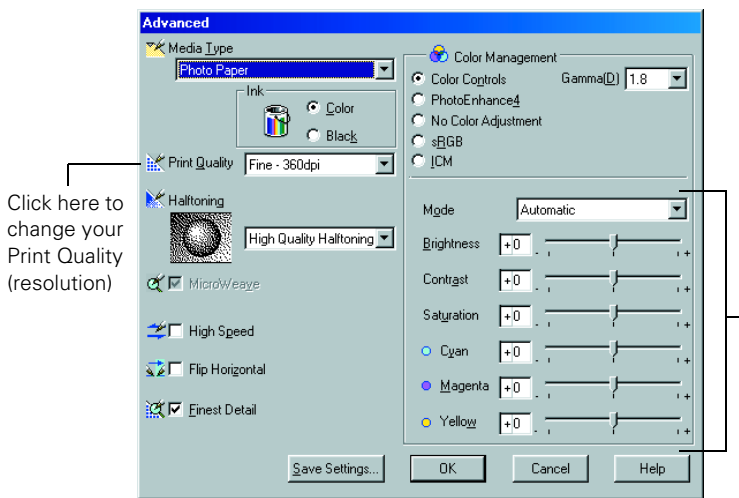 Advanced
Media Type
Photo Paper
Ink
Color
Black
Print Quality
Fine - 360dpi
Click here to
change your
Print Quality
(resolution)
Halftoning
High Quality Halftoning
MicroWeave
High Speed
Flip Horizontal
Finest Detail
Color Management
Color Controls
Gamma(D)
1.8
PhotoEnhance4
No Color Adjustment
sRGB
ICM
Mode
Automatic
Brightness
+0
- +
Contrast
+0
- +
Saturation
+0
- +
Cyan
+0
- +
Magenta
+0
- +
Yellow
+0
- +
Save Settings...
OK
Cancel
Help